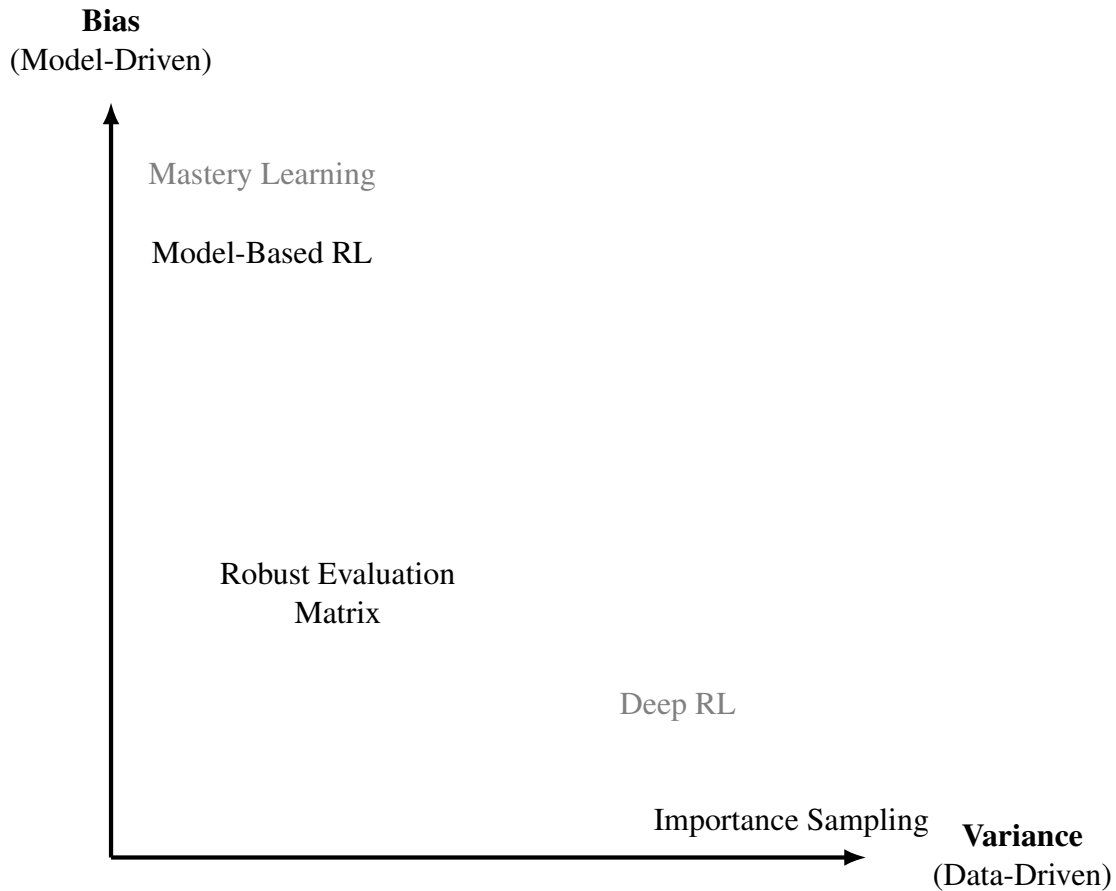 Bias
(Model-Driven)
Mastery Learning
Model-Based RL
Robust Evaluation
Matrix
Deep RL
Importance Sampling
Variance
(Data-Driven)